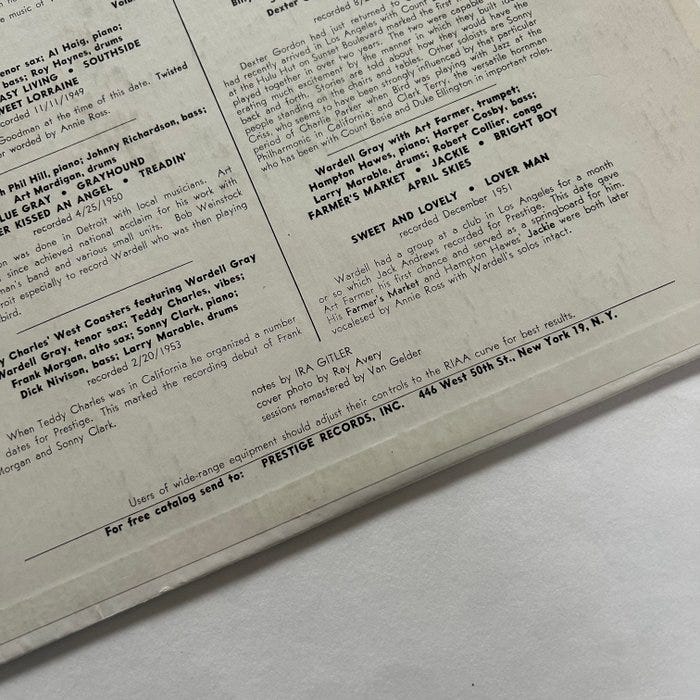 the music of
Volu
tenor sax; Al Haig, piano;
bass; Roy Haynes, drums
EASY LIVING • SOUTHSIDE
SWEET LORRAINE
recorded 11/11/1949
Goodman at the time of this date. Twisted
r worded by Annie Ross.
h Phil Hill, piano; Johnny Richardson, bass;
Art Mardigan, drums
BLUE GRAY • GRAYHOUND
ER KISSED AN ANGEL • TREADIN'
recorded 4/25/1950
on was done in Detroit with local musicians. Art
since achieved national acclaim for his work with
man's band and various small units. Bob Weinstock
roit especially to record Wardell who was then playing
bird.
y Charles' West Coasters featuring Wardell Gray
Wardell Gray, tenor sax; Teddy Charles, vibes;
Frank Morgan, alto sax; Sonny Clark, piano;
Dick Nivison, bass; Larry Marable, drums
recorded 2/20/1953
When Teddy Charles was in California he organized a number
dates for Prestige. This marked the recording debut of Frank
Morgan and Sonny Clark.
Dexter G
recorded 8/
Dexter Gordon had just returned to
had recently arrived in Los Angeles with Count
at the Hula Hut on Sunset Boulevard marked the first
played together in over two years. The two were capable
erating much excitement by the manner in which they built
back and forth. Stories are told about how they would have the
people standing on the chairs and tables. Other soloists are Sonny
Criss who seems to have been strongly influenced by that particular
period of Charlie Parker when Bird was playing with Jazz at the
Philharmonic in California; and Clark Terry, the versatile hornman
who has been with Count Basie and Duke Ellington in important roles.
Wardell Gray with Art Farmer, trumpet;
Hampton Hawes, piano; Harper Cosby, bass;
Larry Marable, drums; Robert Collier, conga
FARMER'S MARKET • JACKIE • BRIGHT BOY
APRIL SKIES
SWEET AND LOVELY • LOVER MAN
recorded December 1951
Wardell had a group at a club in Los Angeles for a month
or so which Jack Andrews recorded for Prestige. This date gave
Art Farmer his first chance and served as a springboard for him.
His Farmer's Market and Hampton Hawes' Jackie were both later
vocalesed by Annie Ross with Wardell's solos intact.
notes by IRA GITLER
cover photo by Ray Avery
sessions remastered by Van Gelder
Users of wide-range equipment should adjust their controls to the RIAA curve for best results.
For free catalog send to: PRESTIGE RECORDS, INC. 446 West 50th St., New York 19, N. Y.